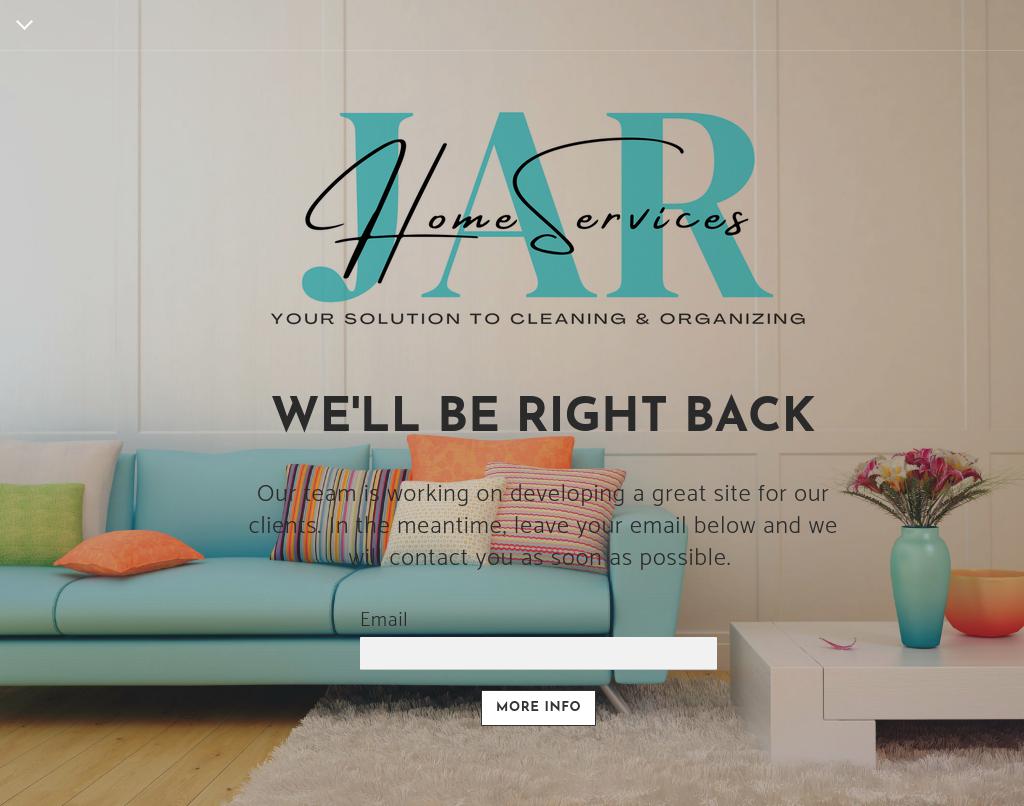 JAR
Home Services
YOUR SOLUTION TO CLEANING & ORGANIZING
WE'LL BE RIGHT BACK
Our team is working on developing a great site for our
clients. In the meantime, leave your email below and we
will contact you as soon as possible.
Email
MORE INFO